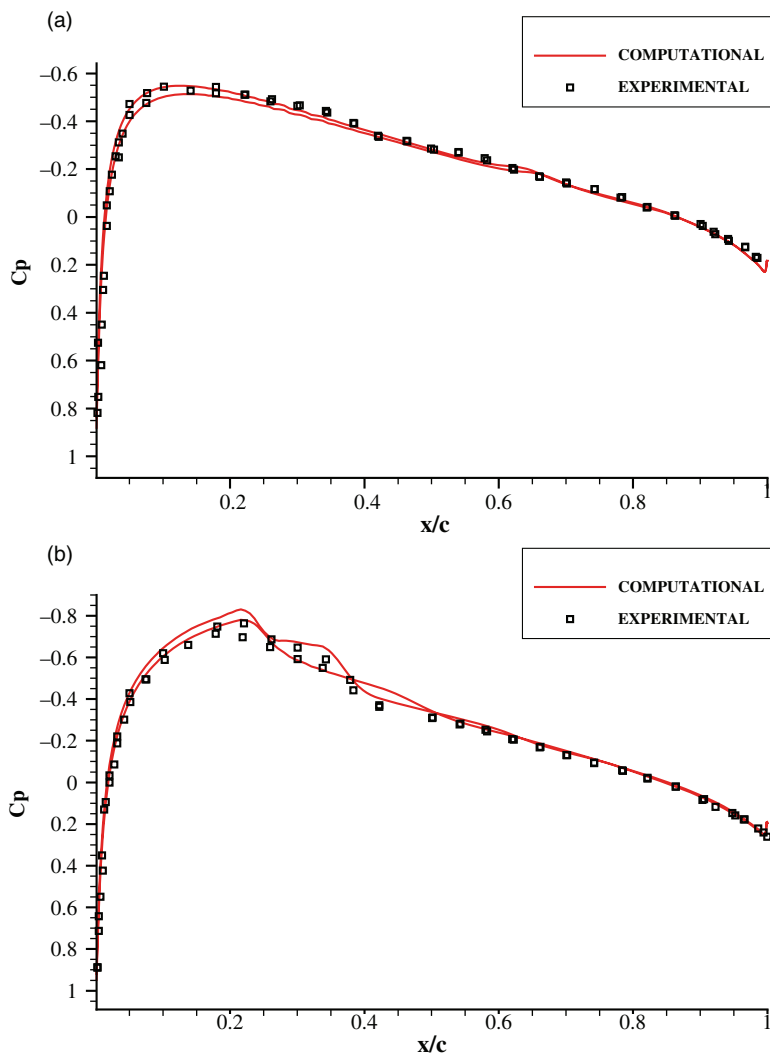 (a)
COMPUTATIONAL
EXPERIMENTAL
–0.6
–0.4
–0.2
0
0.2
0.4
0.6
0.8
1
Cp
0.2
0.4
0.6
0.8
1
x/c
(b)
COMPUTATIONAL
EXPERIMENTAL
–0.8
–0.6
–0.4
–0.2
0
0.2
0.4
0.6
0.8
1
Cp
0.2
0.4
0.6
0.8
1
x/c